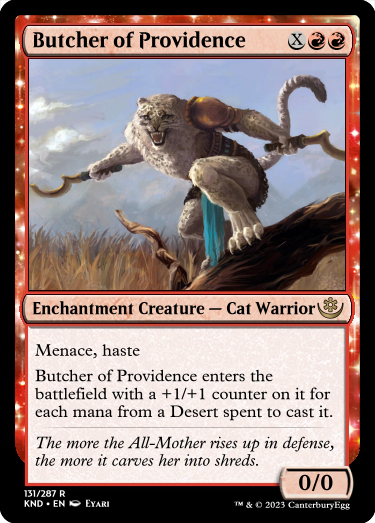 Butcher of Providence X
Enchantment Creature — Cat Warrior
Menace, haste
Butcher of Providence enters the
battlefield with a +1/+1 counter on it for
each mana from a Desert spent to cast it.
The more the All-Mother rises up in defense,
the more it carves her into shreds.
0/0
131/287 R
KND • EN Eyari
™ & © 2023 CanterburyEgg